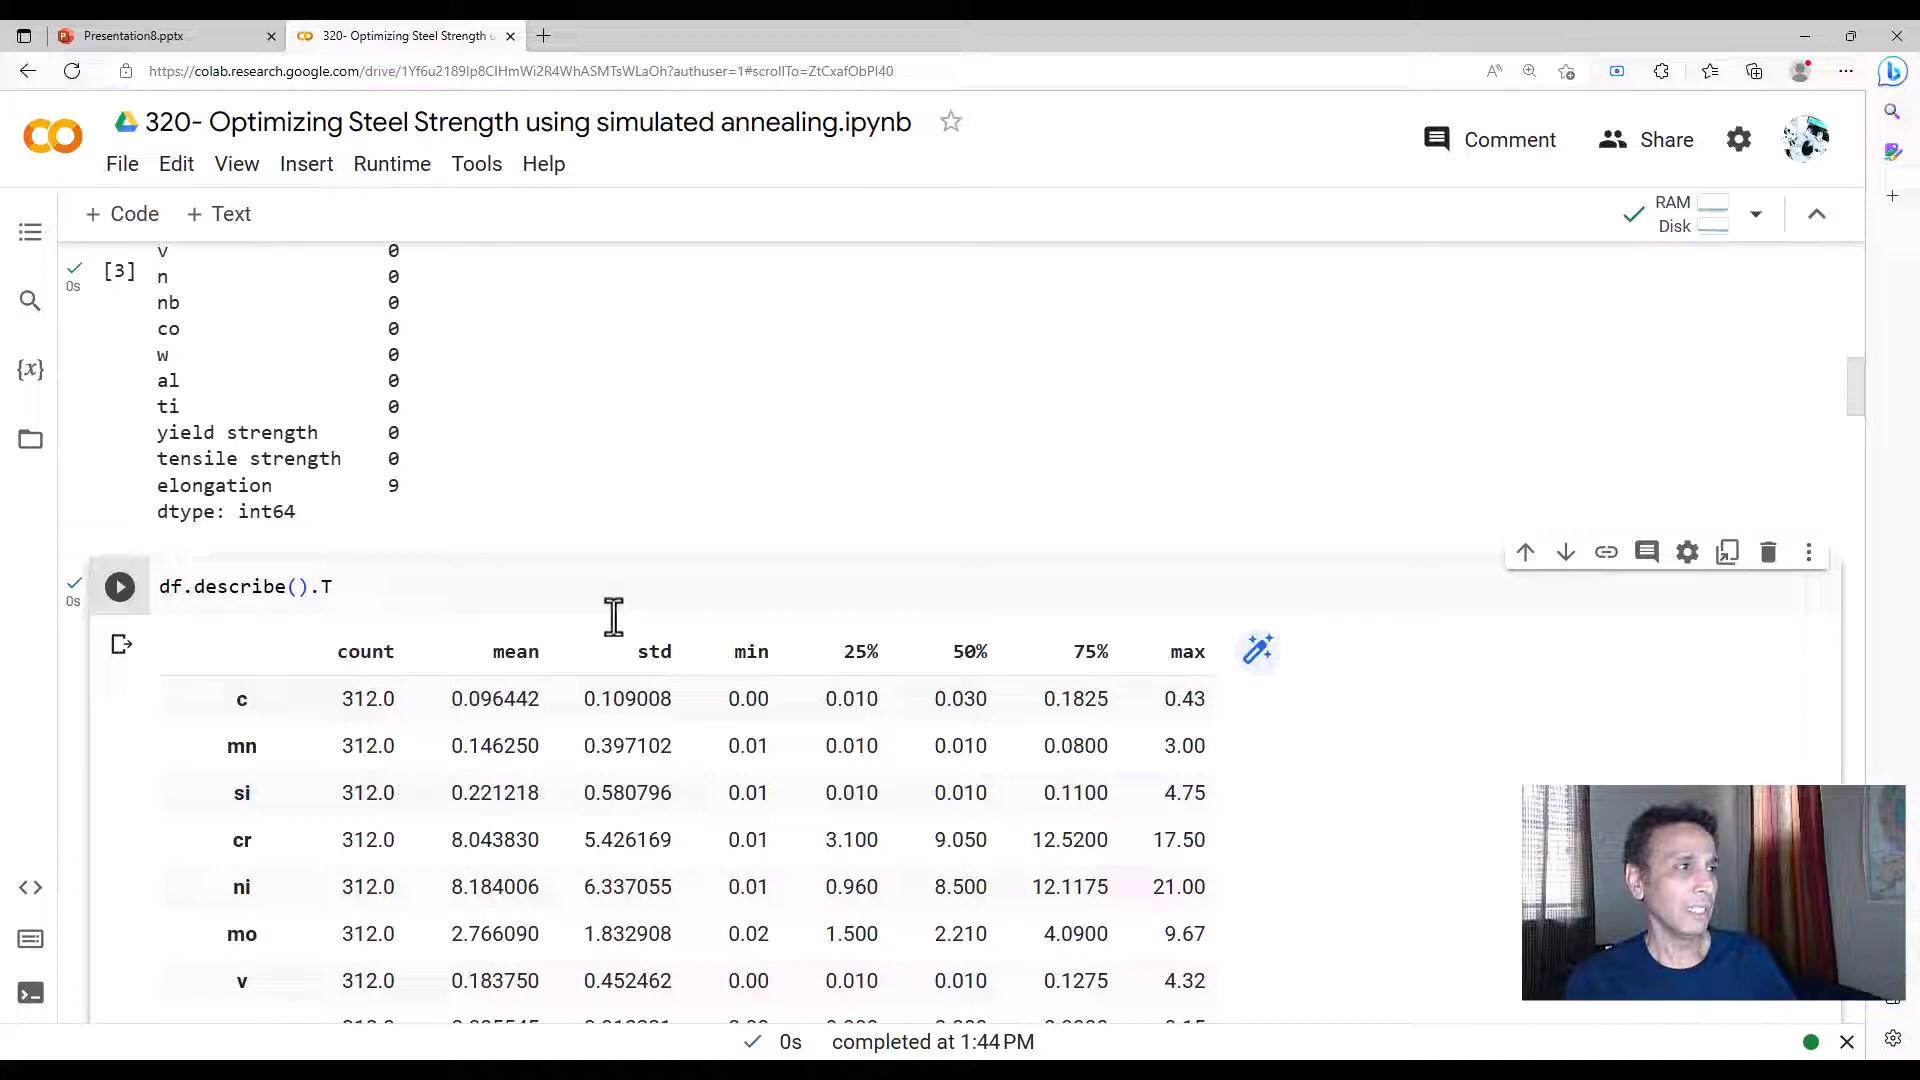 Presentation8.pptx
320- Optimizing Steel Strength u
https://colab.research.google.com/drive/1Yf6u2189lp8CIHmWi2R4WhASMTsWLaOh?authuser=1#scrollTo=ZtCxafObPl40
320- Optimizing Steel Strength using simulated annealing.ipynb
Comment
Share
File Edit View Insert Runtime Tools Help
+ Code + Text
RAM
Disk
v 0
[3]
0s
n 0
nb 0
co 0
w 0
al 0
ti 0
yield strength 0
tensile strength 0
elongation 9
dtype: int64
0s
df.describe().T
count mean std min 25% 50% 75% max
c 312.0 0.096442 0.109008 0.00 0.010 0.030 0.1825 0.43
mn 312.0 0.146250 0.397102 0.01 0.010 0.010 0.0800 3.00
si 312.0 0.221218 0.580796 0.01 0.010 0.010 0.1100 4.75
cr 312.0 8.043830 5.426169 0.01 3.100 9.050 12.5200 17.50
ni 312.0 8.184006 6.337055 0.01 0.960 8.500 12.1175 21.00
mo 312.0 2.766090 1.832908 0.02 1.500 2.210 4.0900 9.67
v 312.0 0.183750 0.452462 0.00 0.010 0.010 0.1275 4.32
0s completed at 1:44 PM